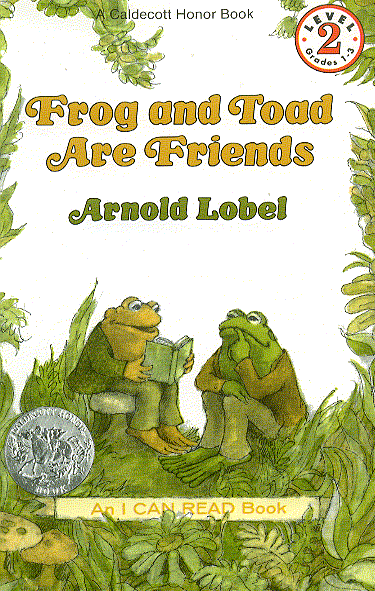 A Caldecott Honor Book
LEVEL
2
Grades 1-3
Frog and Toad
Are Friends
Arnold Lobel
An I CAN READ Book